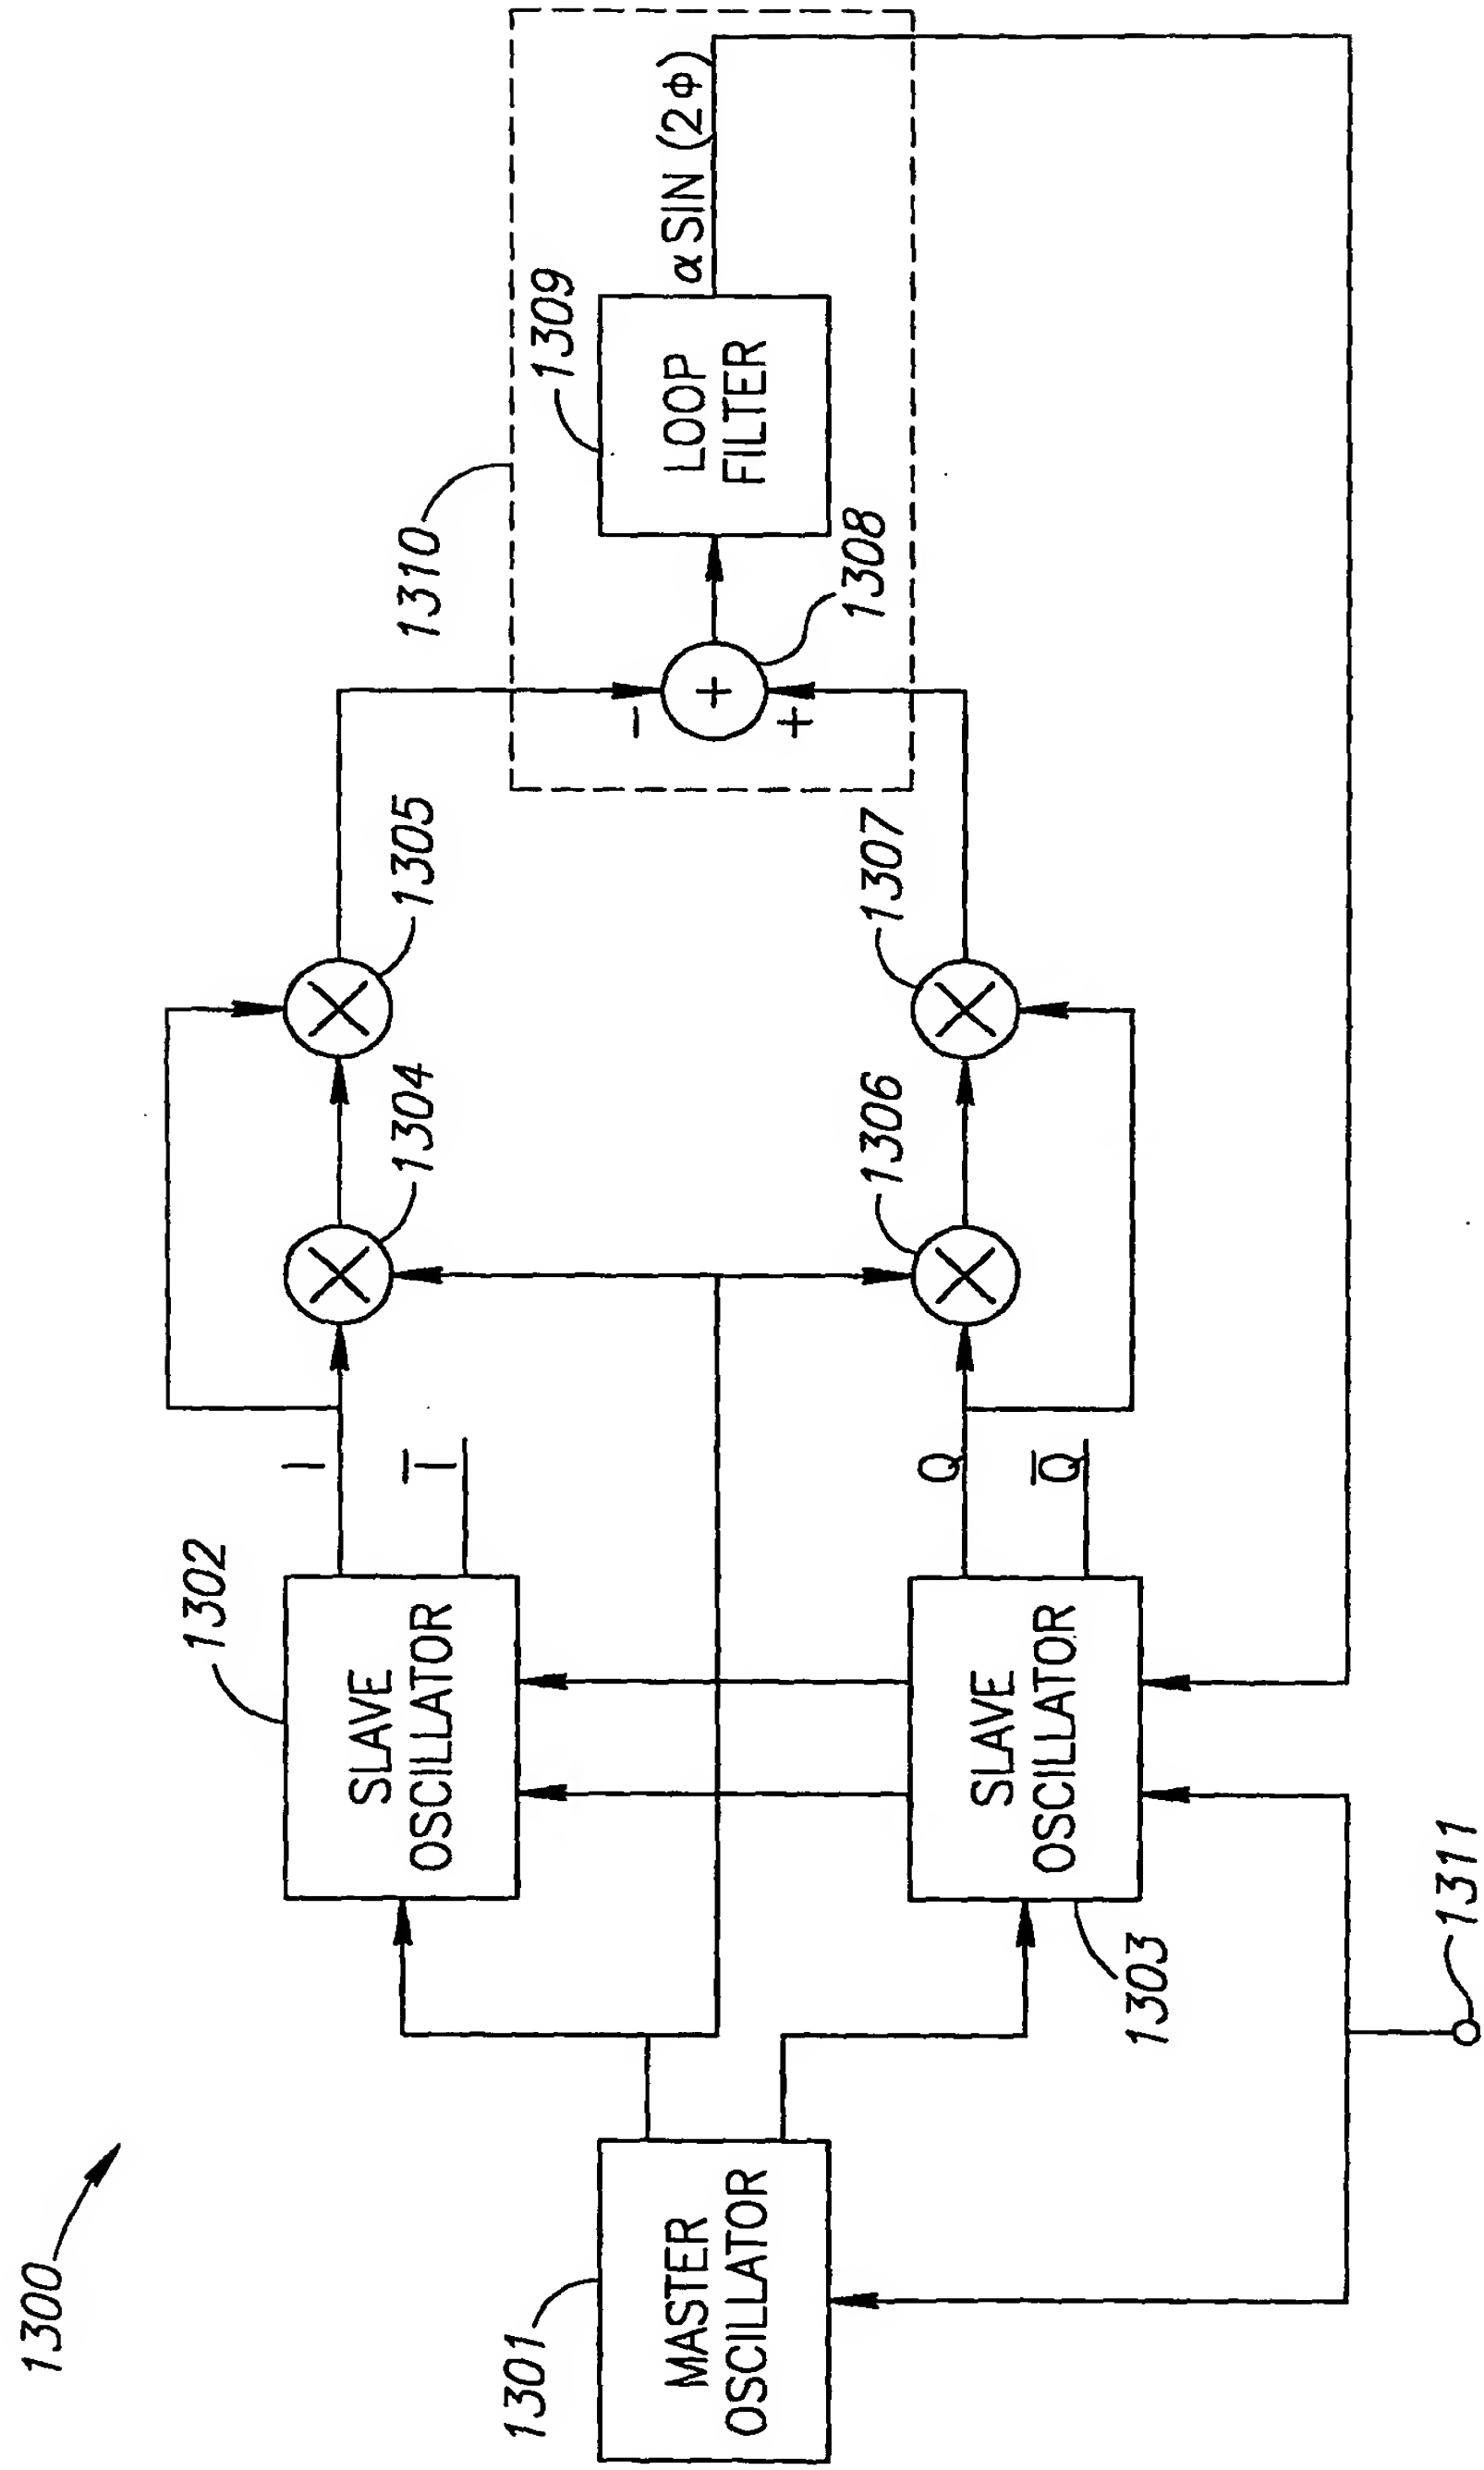 1300
1301
MASTER
OSCILLATOR
1302
SLAVE
OSCILLATOR
I
I̅
1303
SLAVE
OSCILLATOR
Q
Q̅
1304
1305
1306
1307
1308
+
−
+
1309
LOOP
FILTER
1310
α SIN (2ϕ)
1311